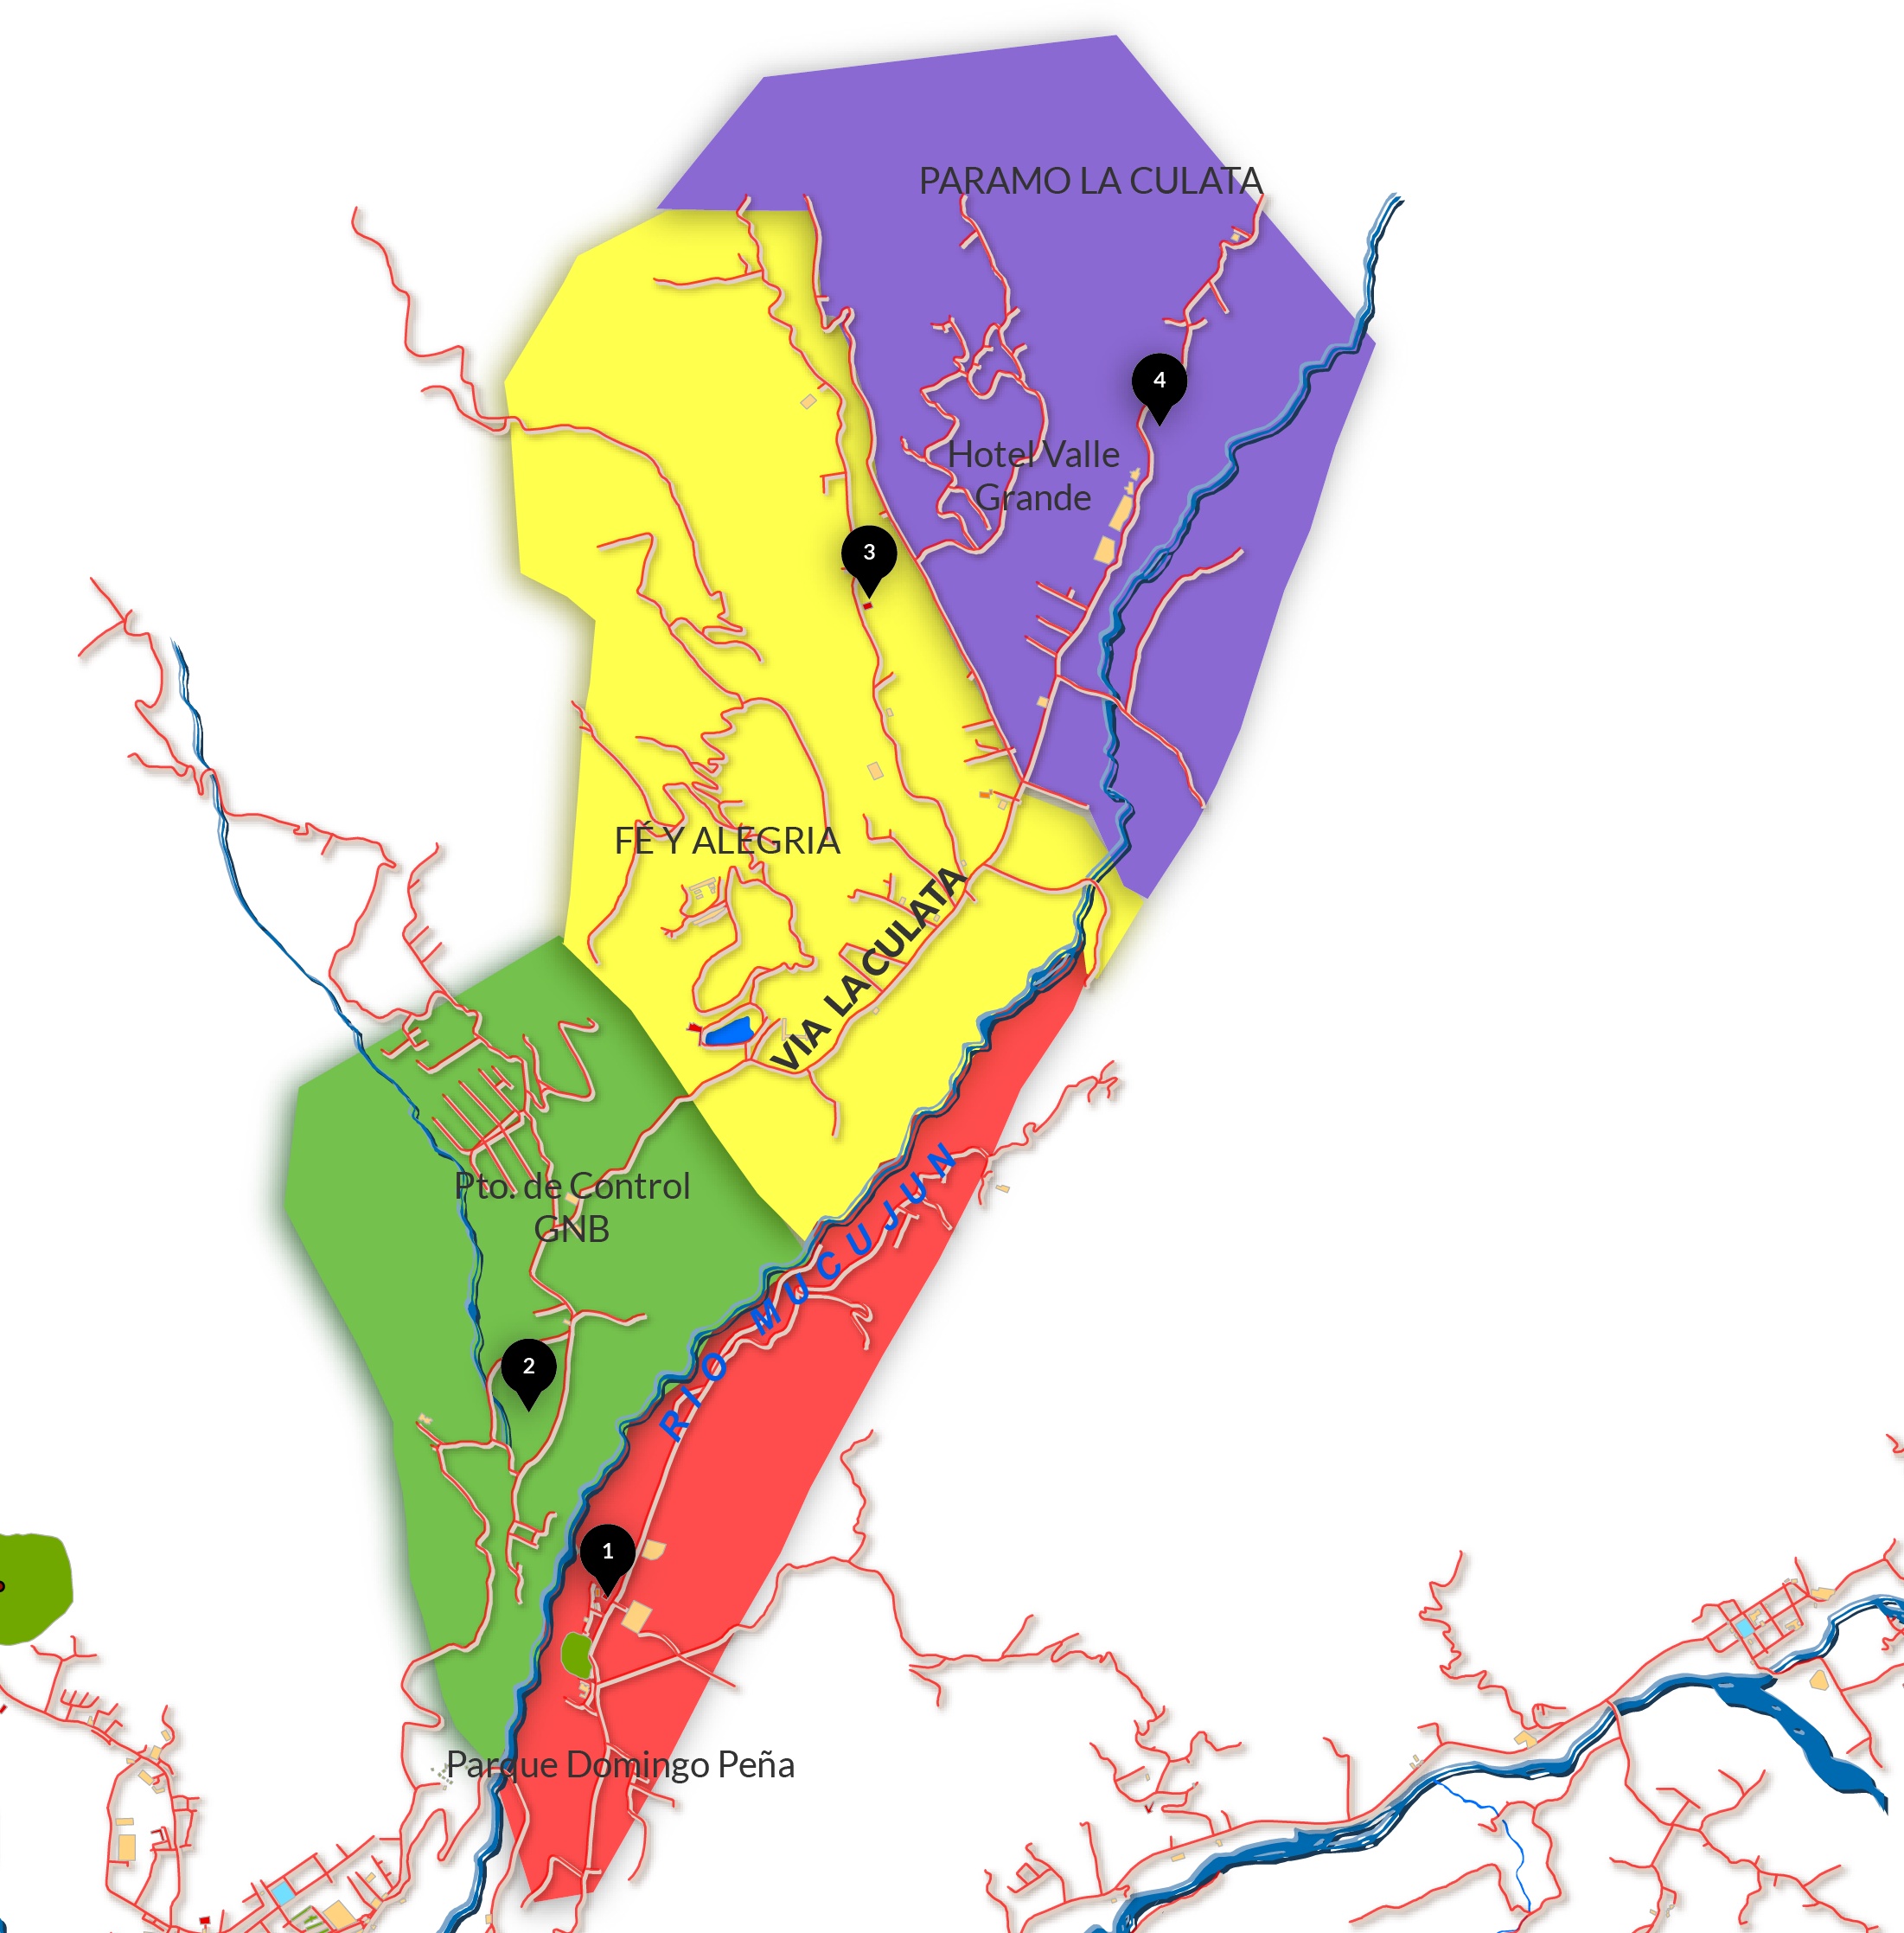 PARAMO LA CULATA
4
Hotel Valle
Grande
3
FÉ Y ALEGRIA
VIA LA CULATA
Pto. de Control
GNB
RIO MUCUJUN
2
1
Parque Domingo Peña